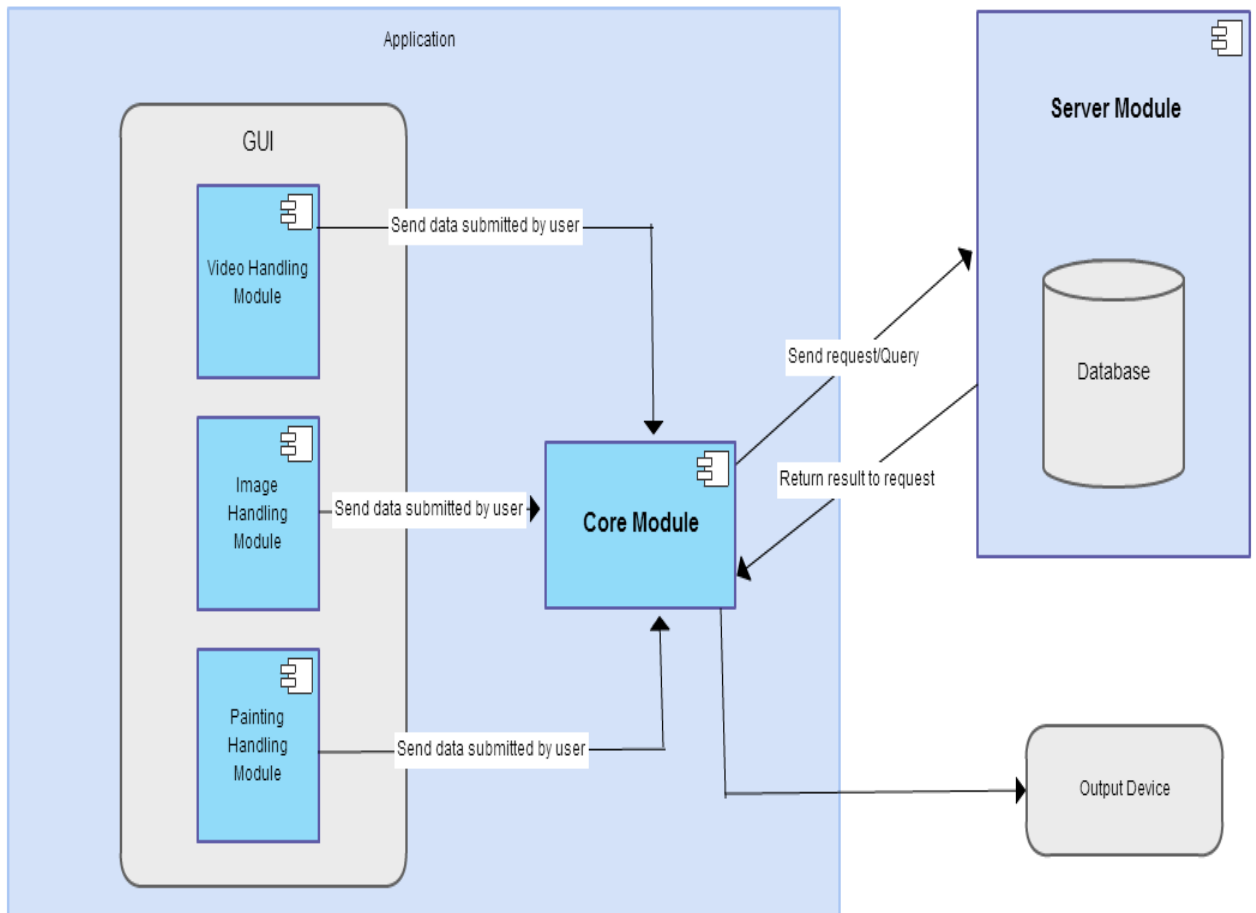 Application
Server Module
GUI
Send data submitted by user
Video Handling
Module
Send request/Query
Database
Return result to request
Image
Handling
Module
Send data submitted by user
Core Module
Painting
Handling
Module
Send data submitted by user
Output Device